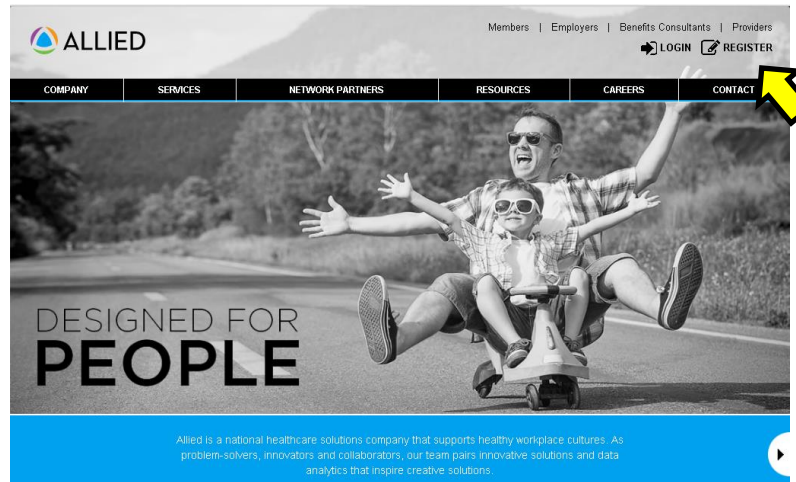 ALLIED
Members | Employers | Benefits Consultants | Providers
LOGIN REGISTER
COMPANY SERVICES NETWORK PARTNERS RESOURCES CAREERS CONTACT
DESIGNED FOR
PEOPLE
Allied is a national healthcare solutions company that supports healthy workplace cultures. As
problem-solvers, innovators and collaborators, our team pairs innovative solutions and data
analytics that inspire creative solutions.